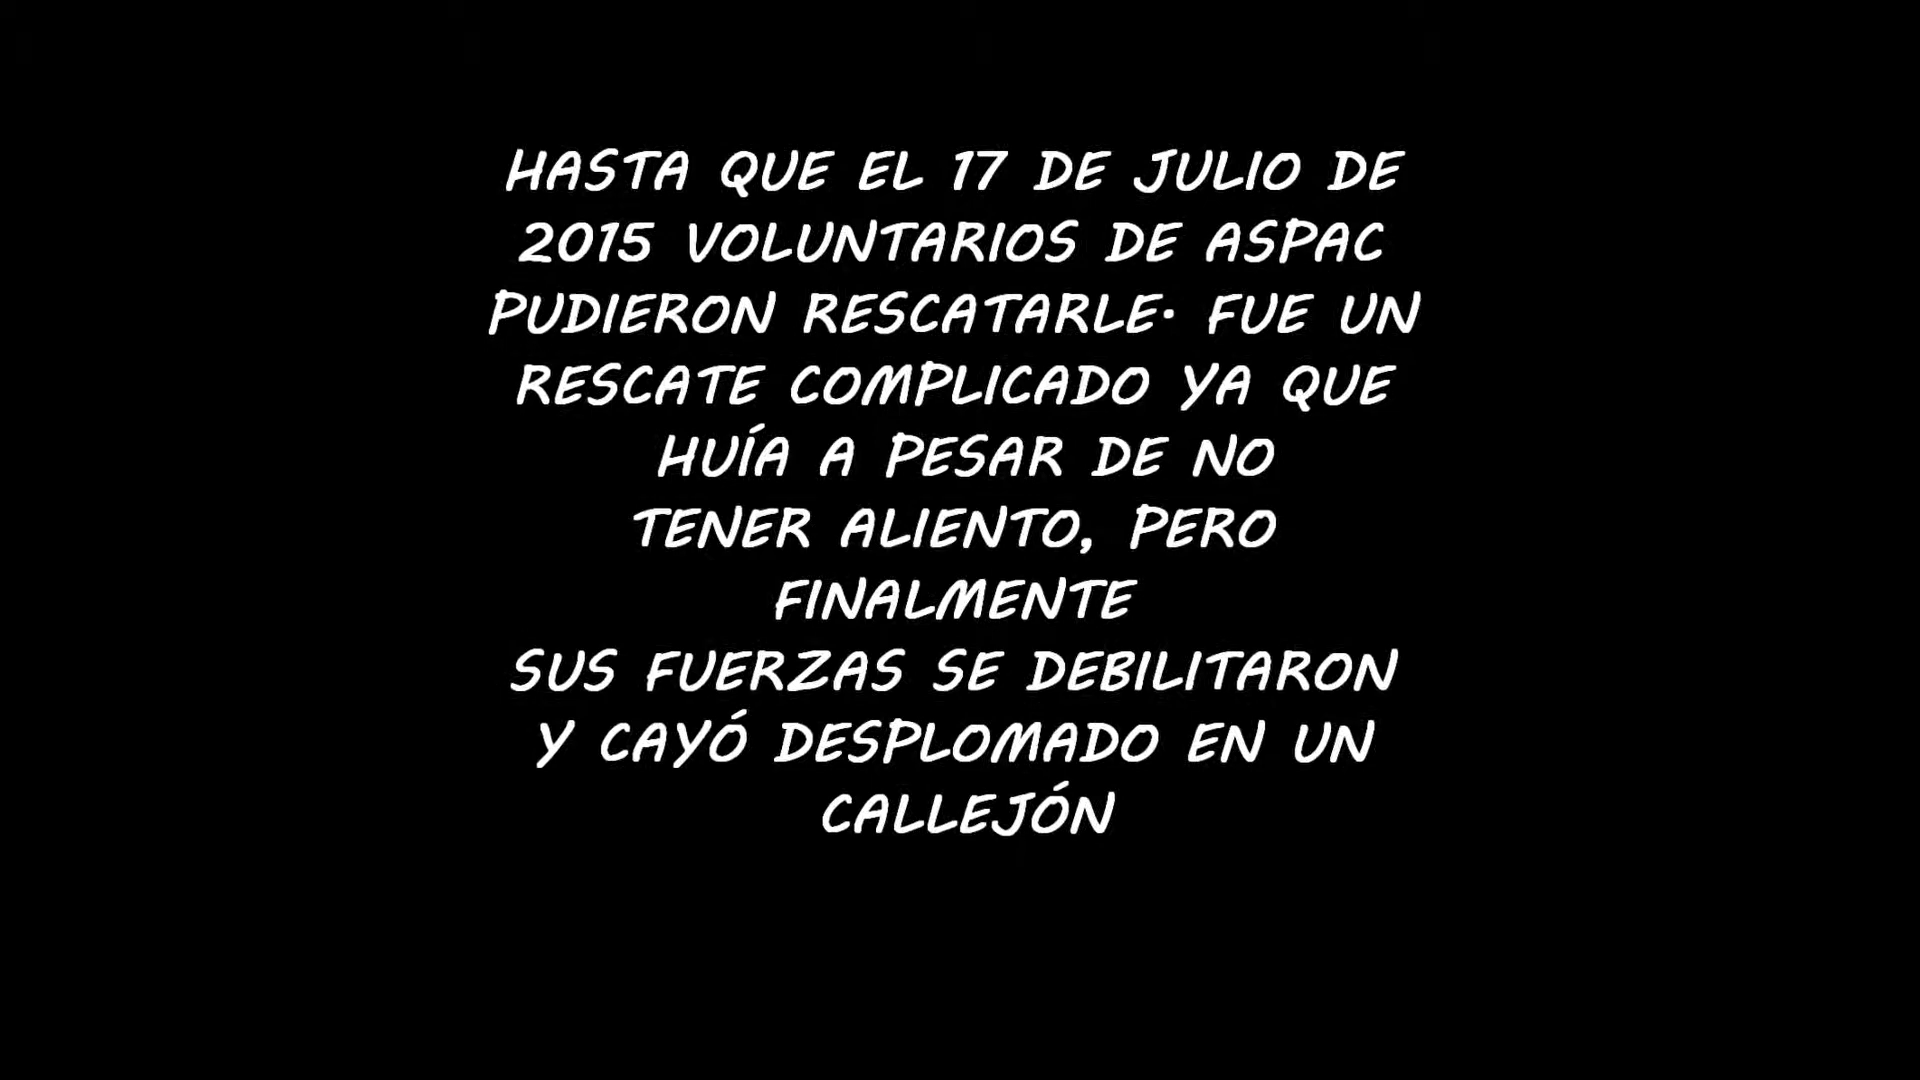 HASTA QUE EL 17 DE JULIO DE
2015 VOLUNTARIOS DE ASPAC
PUDIERON RESCATARLE. FUE UN
RESCATE COMPLICADO YA QUE
HUÍA A PESAR DE NO
TENER ALIENTO, PERO
FINALMENTE
SUS FUERZAS SE DEBILITARON
Y CAYÓ DESPLOMADO EN UN
CALLEJÓN